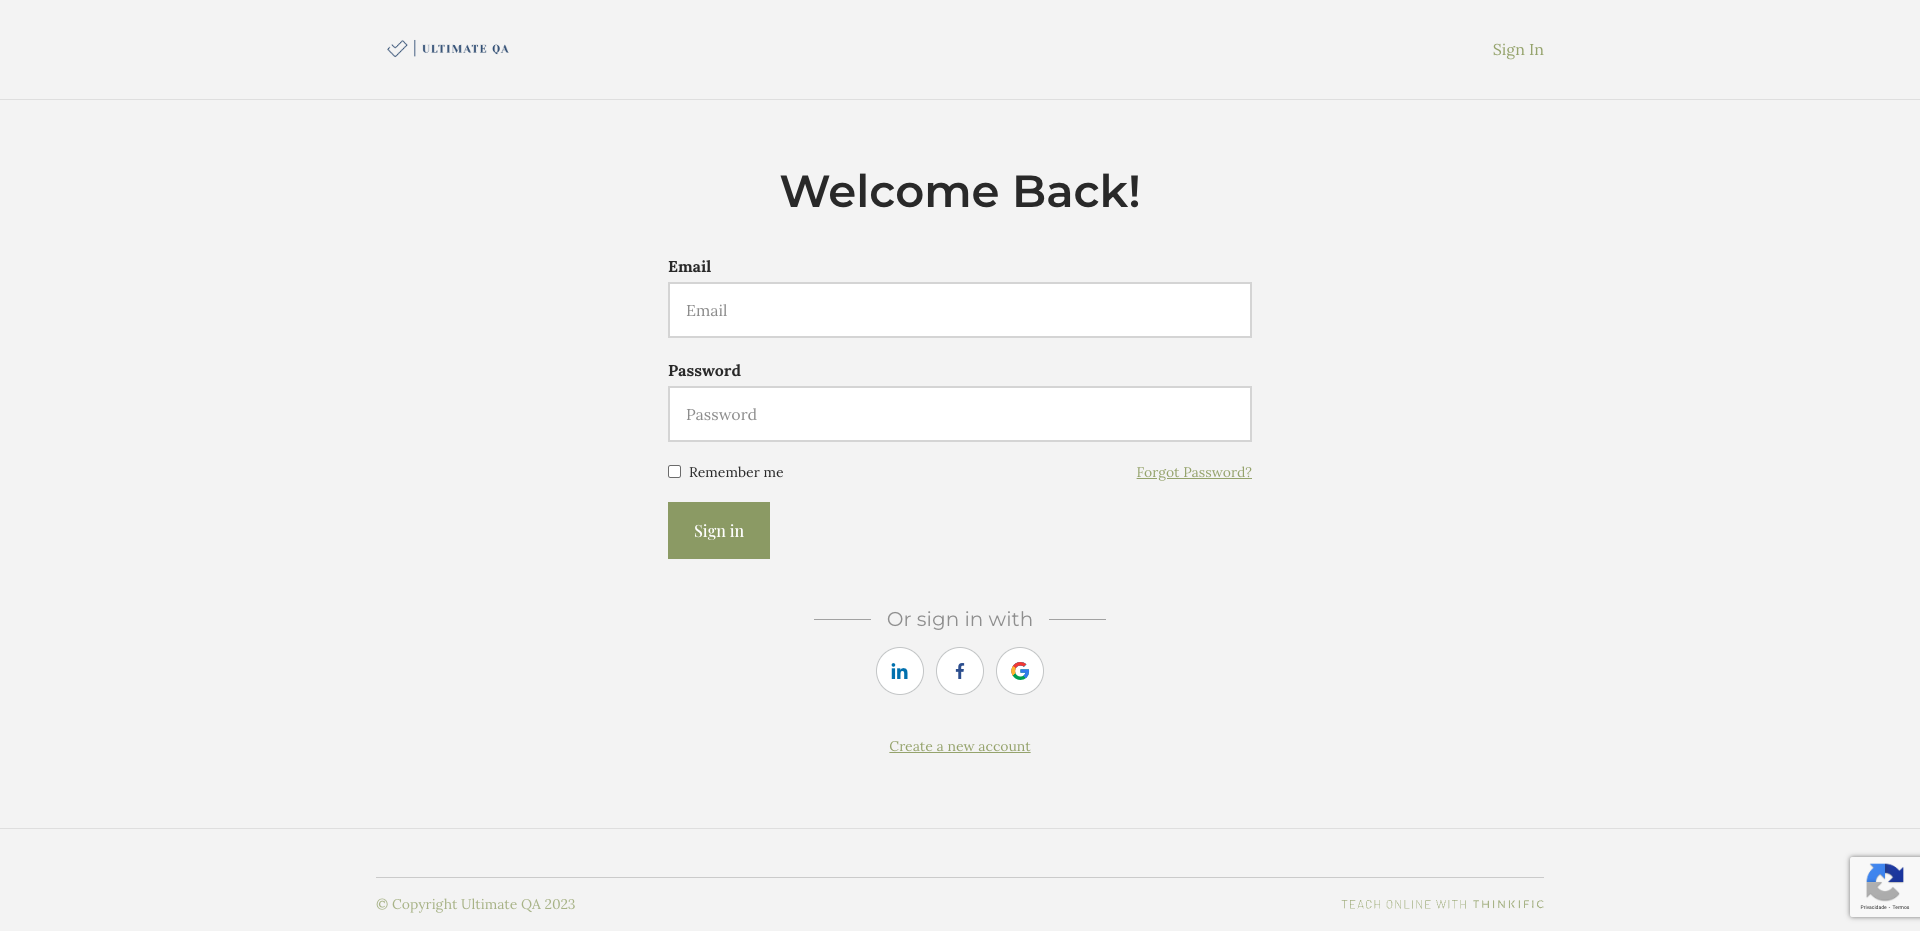 ULTIMATE QA
Sign In
Welcome Back!
Email
Email
Password
Password
Remember me
Forgot Password?
Sign in
Or sign in with
in
f
G
Create a new account
© Copyright Ultimate QA 2023
TEACH ONLINE WITH THINKIFIC
Privacidade - Termos